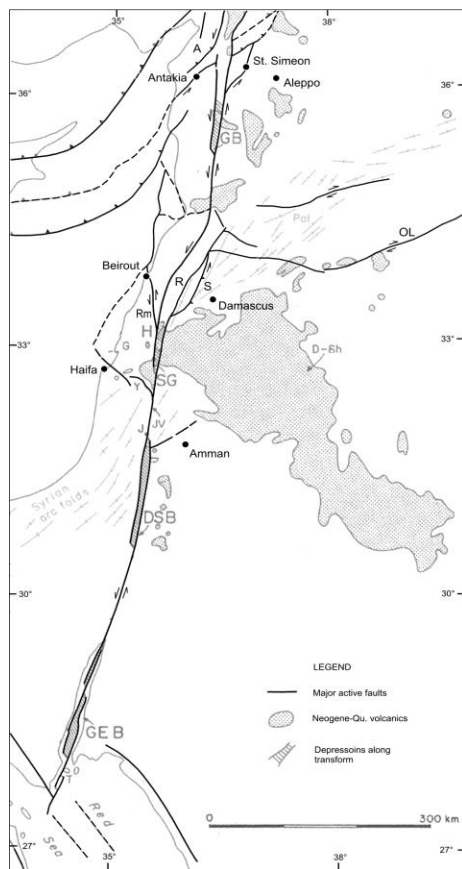 35°
38°
A
St. Simeon
Antakia
Aleppo
36°
36°
GB
Pal
OL
Beirout
R
S
Damascus
Rm
H
33°
33°
G
D-Sh
Haifa
SG
Y
JV
J
Amman
Syrian
arc folds
DSB
30°
30°
LEGEND
Major active faults
Neogene-Qu. volcanics
GEB
Depressoins along
transform
T
0
300 km
Red
Sea
27°
27°
35°
38°